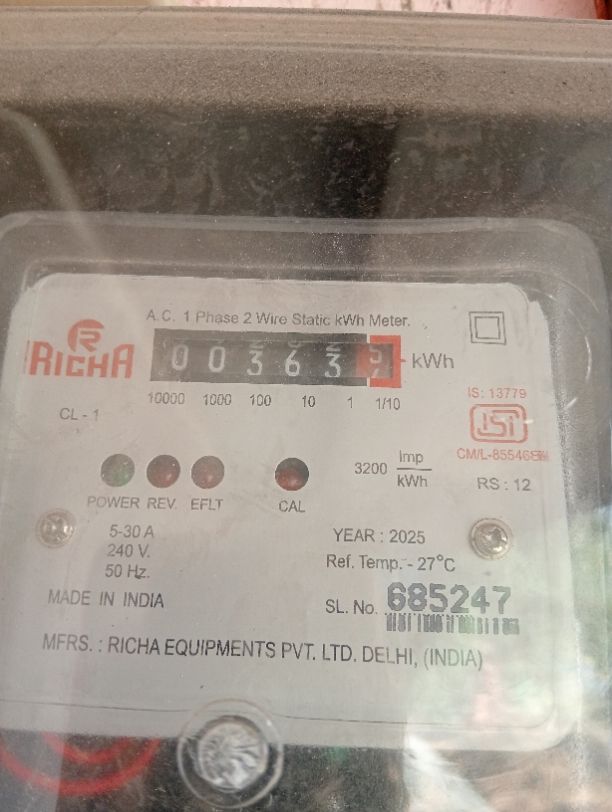 A.C. 1 Phase 2 Wire Static kWh Meter.
RICHA
0 0 3 6 3 kWh
10000 1000 100 10 1 1/10
CL - 1
IS: 13779
ISI
CM/L-855468
3200 Imp/kWh
RS : 12
POWER REV. EFLT CAL
5-30 A
240 V.
50 Hz.
YEAR : 2025
Ref. Temp. - 27°C
MADE IN INDIA
SL. No. 685247
MFRS. : RICHA EQUIPMENTS PVT. LTD. DELHI, (INDIA)